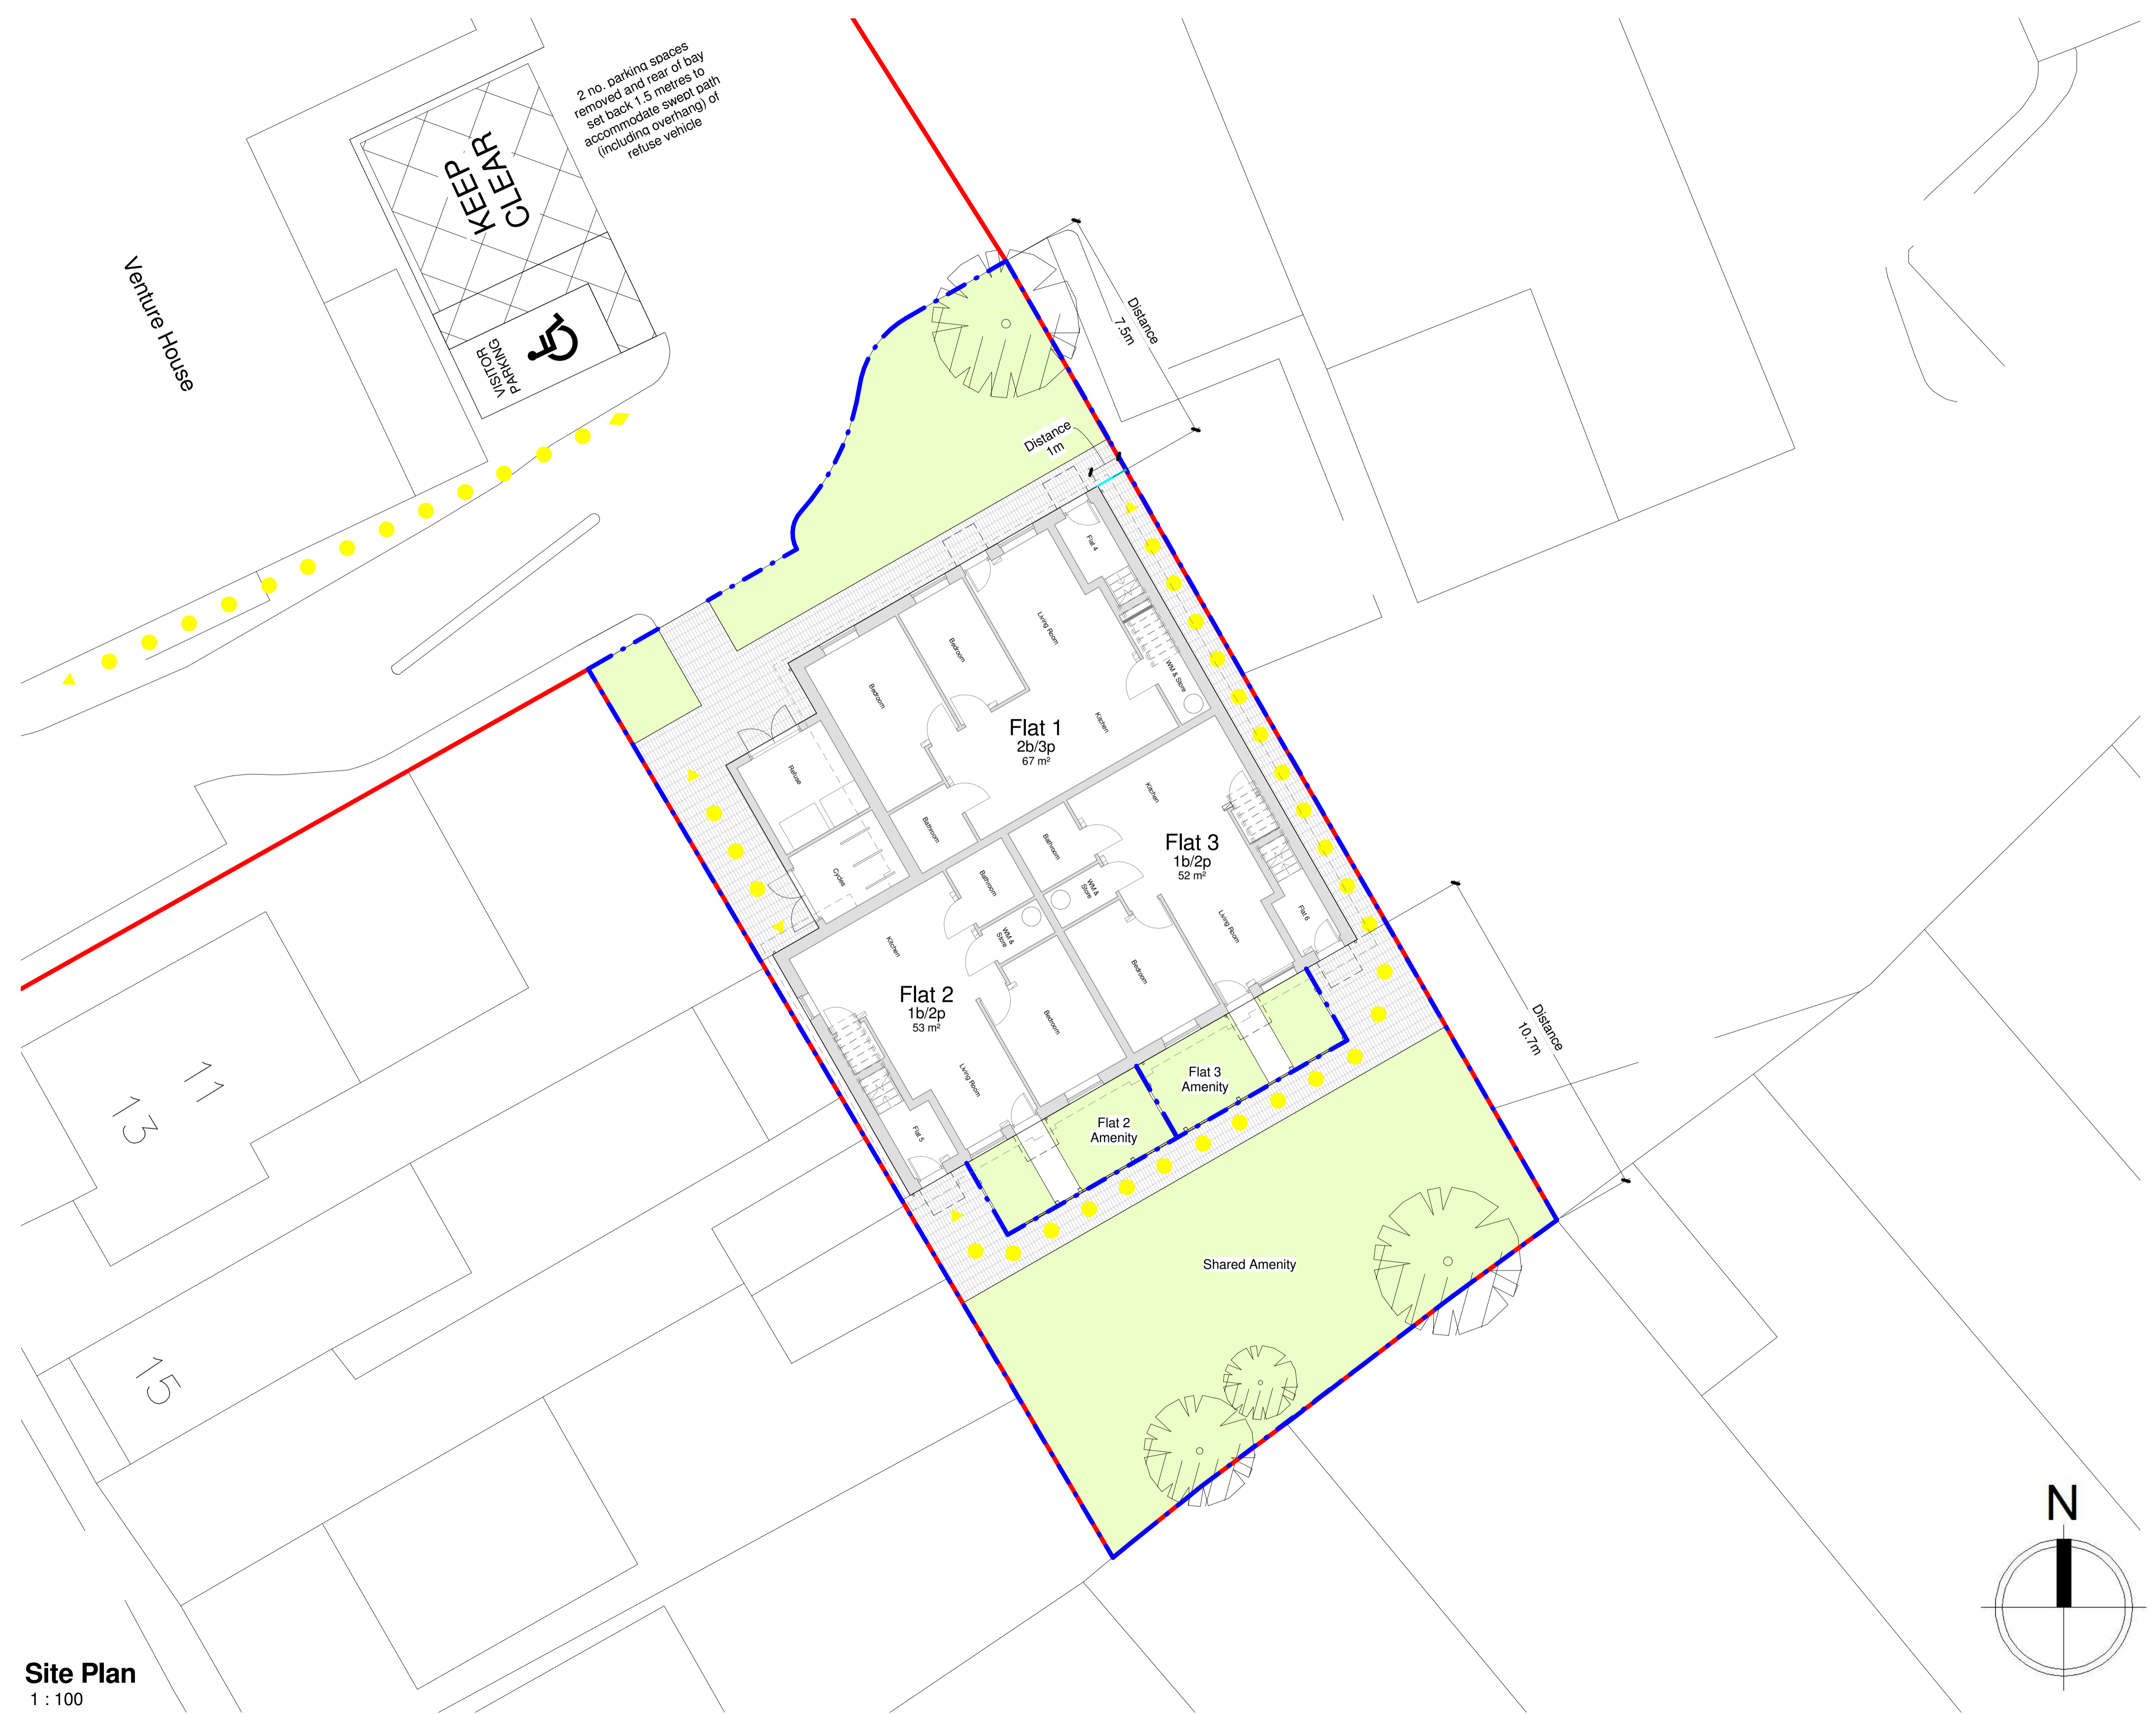 2 no. parking spaces
removed and rear of bay
set back 1.5 metres to
accommodate swept path
(including overhang) of
refuse vehicle
KEEP
CLEAR
Venture House
VISITOR
PARKING
Distance
7.5m
Distance
1m
Flat 4
Living Room
Bedroom
Bedroom
WM & Store
Kitchen
Flat 1
2b/3p
67 m²
Refuse
Bathroom
Cycles
Kitchen
Bathroom
Flat 3
1b/2p
52 m²
Bathroom
WM &
Store
Living Room
Flat 6
Kitchen
WM &
Store
Bedroom
Flat 2
1b/2p
53 m²
Bedroom
Living Room
Flat 5
Distance
10.7m
Flat 3
Amenity
Flat 2
Amenity
Shared Amenity
11
13
15
N
Site Plan
1 : 100